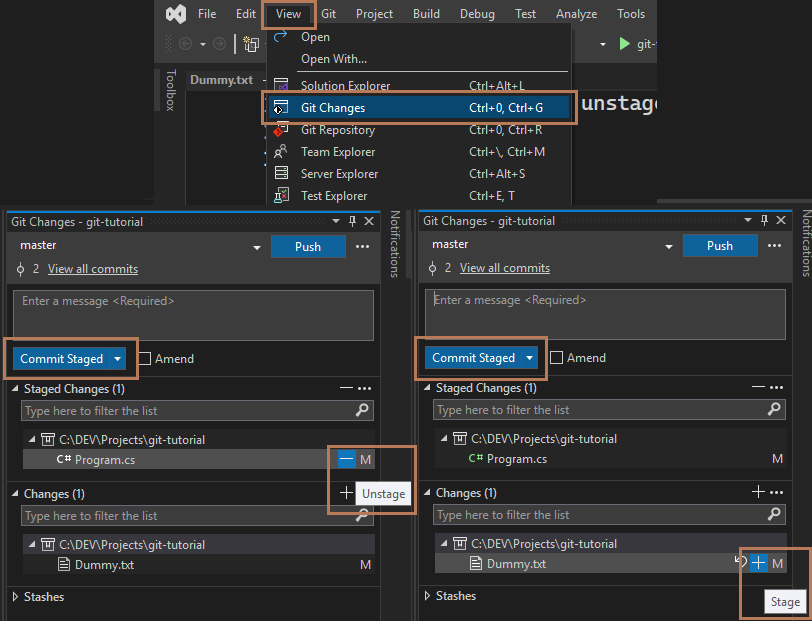 File Edit View Git Project Build Debug Test Analyze Tools
Open
Open With...
Solution Explorer Ctrl+Alt+L
Git Changes Ctrl+0, Ctrl+G
Git Repository Ctrl+0, Ctrl+R
Team Explorer Ctrl+\, Ctrl+M
Server Explorer Ctrl+Alt+S
Test Explorer Ctrl+E, T
git-
Toolbox
Dummy.txt
unstage
Git Changes - git-tutorial
master
Push
2 View all commits
Enter a message <Required>
Commit Staged
Amend
Staged Changes (1)
Type here to filter the list
C:\DEV\Projects\git-tutorial
C# Program.cs M
Unstage
Changes (1)
Type here to filter the list
C:\DEV\Projects\git-tutorial
Dummy.txt M
Stashes
Notifications
Git Changes - git-tutorial
master
Push
2 View all commits
Enter a message <Required>
Commit Staged
Amend
Staged Changes (1)
Type here to filter the list
C:\DEV\Projects\git-tutorial
C# Program.cs M
Changes (1)
Type here to filter the list
C:\DEV\Projects\git-tutorial
Dummy.txt M
Stage
Stashes
Notifications